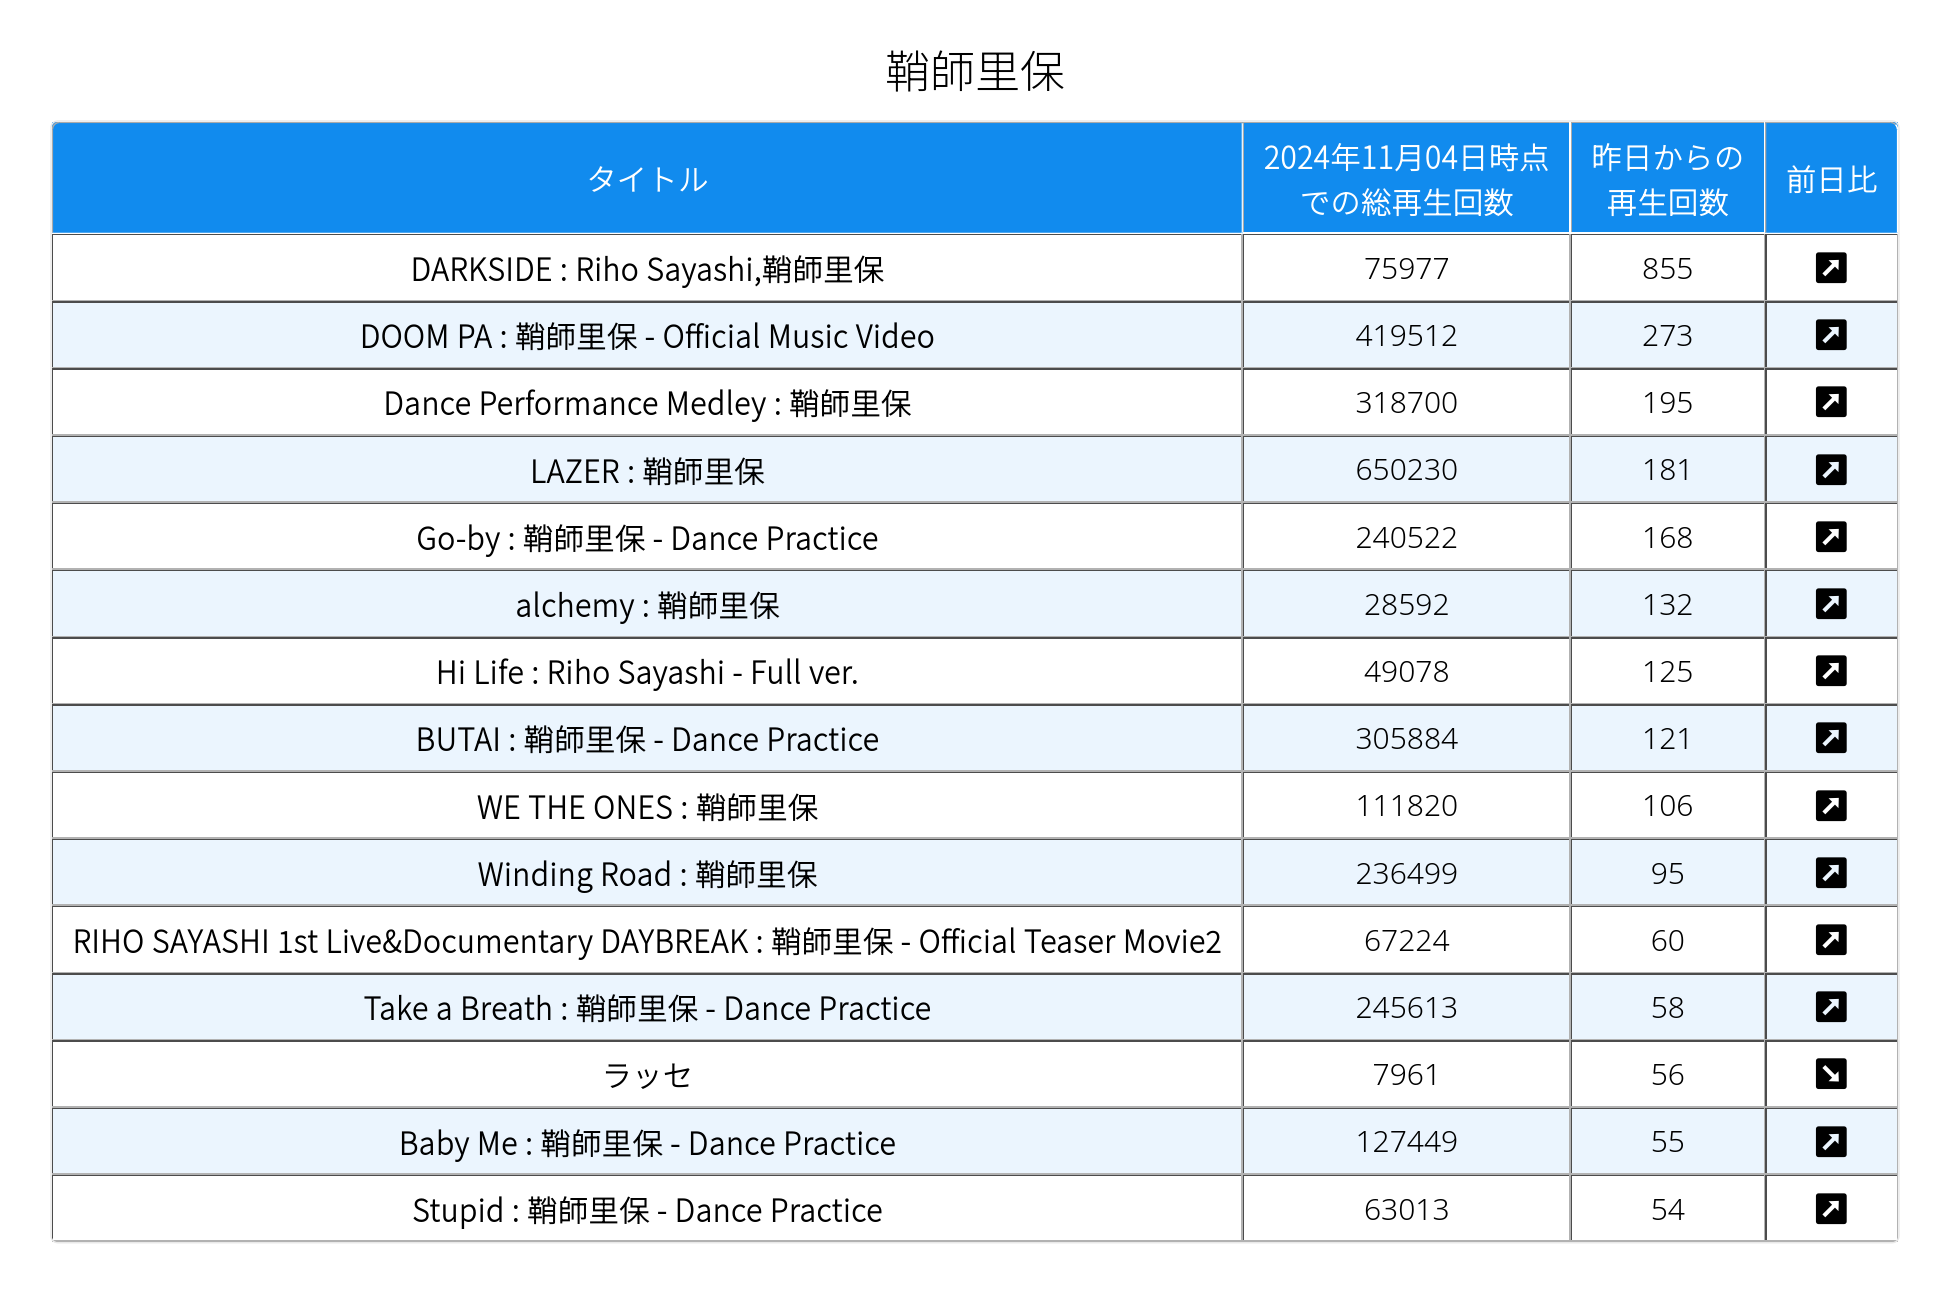 鞘師里保
タイトル 2024年11月04日時点での総再生回数 昨日からの再生回数 前日比
DARKSIDE : Riho Sayashi,鞘師里保 75977 855 ↗
DOOM PA : 鞘師里保 - Official Music Video 419512 273 ↗
Dance Performance Medley : 鞘師里保 318700 195 ↗
LAZER : 鞘師里保 650230 181 ↗
Go-by : 鞘師里保 - Dance Practice 240522 168 ↗
alchemy : 鞘師里保 28592 132 ↗
Hi Life : Riho Sayashi - Full ver. 49078 125 ↗
BUTAI : 鞘師里保 - Dance Practice 305884 121 ↗
WE THE ONES : 鞘師里保 111820 106 ↗
Winding Road : 鞘師里保 236499 95 ↗
RIHO SAYASHI 1st Live&Documentary DAYBREAK : 鞘師里保 - Official Teaser Movie2 67224 60 ↗
Take a Breath : 鞘師里保 - Dance Practice 245613 58 ↗
ラッセ 7961 56 ↘
Baby Me : 鞘師里保 - Dance Practice 127449 55 ↗
Stupid : 鞘師里保 - Dance Practice 63013 54 ↗